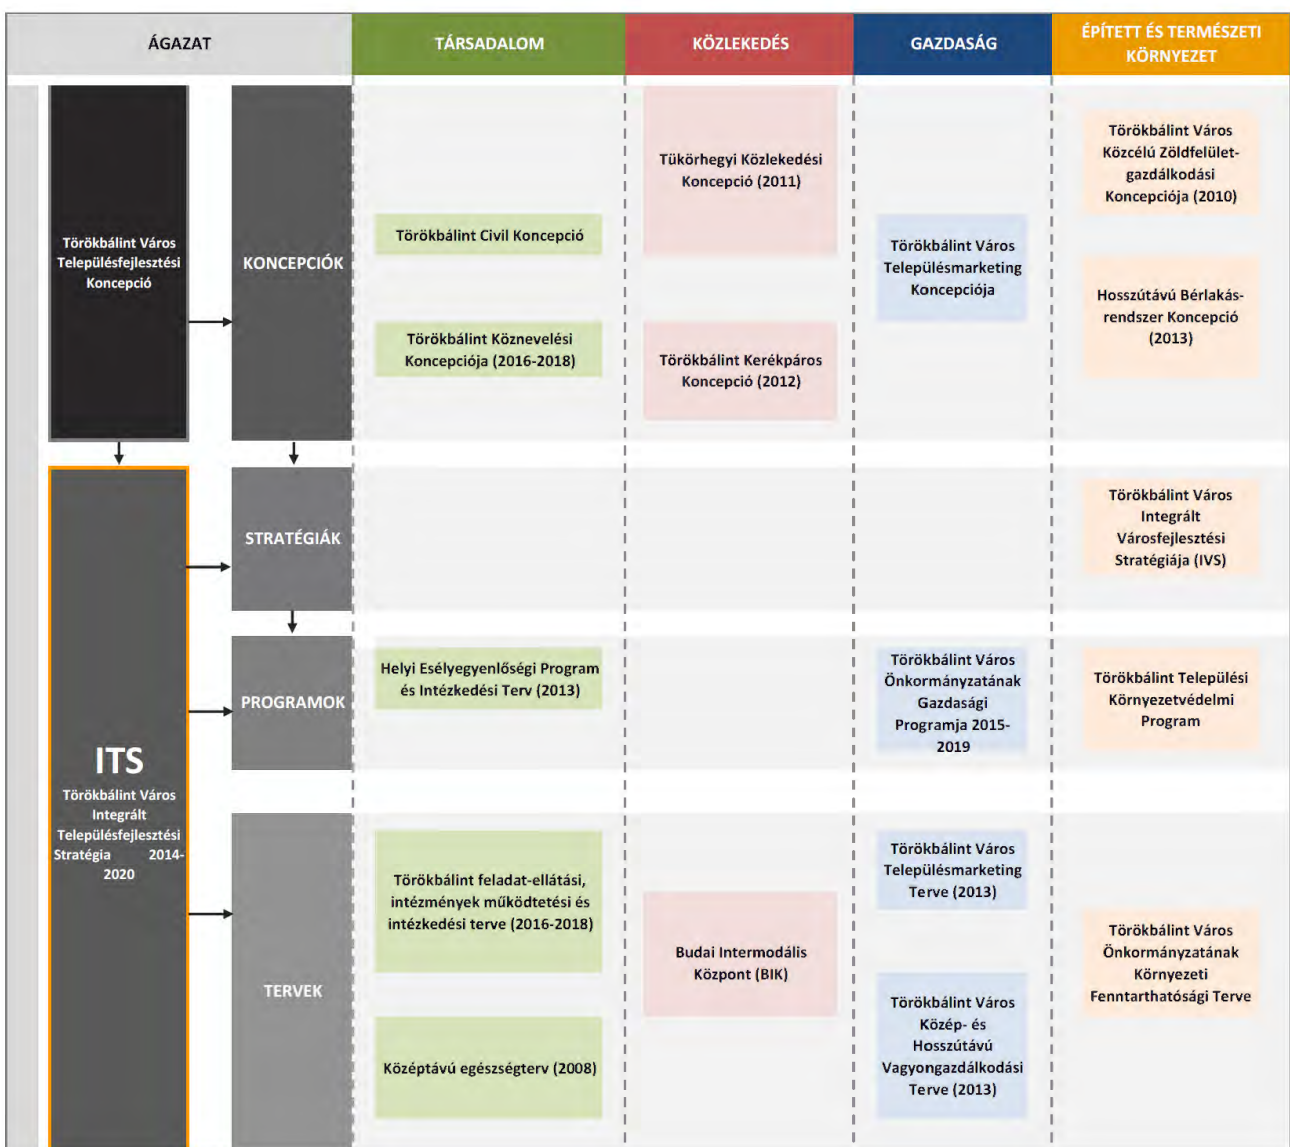 ÁGAZAT
TÁRSADALOM
KÖZLEKEDÉS
GAZDASÁG
ÉPÍTETT ÉS TERMÉSZETI
KÖRNYEZET
Törökbálint Város
Településfejlesztési
Koncepció
KONCEPCIÓK
Törökbálint Civil Koncepció
Törökbálint Köznevelési
Koncepciója (2016-2018)
Tükörhegyi Közlekedési
Koncepció (2011)
Törökbálint Kerékpáros
Koncepció (2012)
Törökbálint Város
Településmarketing
Koncepciója
Törökbálint Város
Közcélú Zöldfelület-
gazdálkodási
Koncepciója (2010)
Hosszútávú Bérlakás-
rendszer Koncepció
(2013)
ITS
Törökbálint Város
Integrált
Településfejlesztési
Stratégia 2014-
2020
STRATÉGIÁK
Törökbálint Város
Integrált
Városfejlesztési
Stratégiája (IVS)
PROGRAMOK
Helyi Esélyegyenlőségi Program
és Intézkedési Terv (2013)
Törökbálint Város
Önkormányzatának
Gazdasági
Programja 2015-
2019
Törökbálint Települési
Környezetvédelmi
Program
TERVEK
Törökbálint feladat-ellátási,
intézmények működtetési és
intézkedési terve (2016-2018)
Középtávú egészségterv (2008)
Budai Intermodális
Központ (BIK)
Törökbálint Város
Településmarketing
Terve (2013)
Törökbálint Város
Közép- és
Hosszútávú
Vagyongazdálkodási
Terve (2013)
Törökbálint Város
Önkormányzatának
Környezeti
Fenntarthatósági Terve